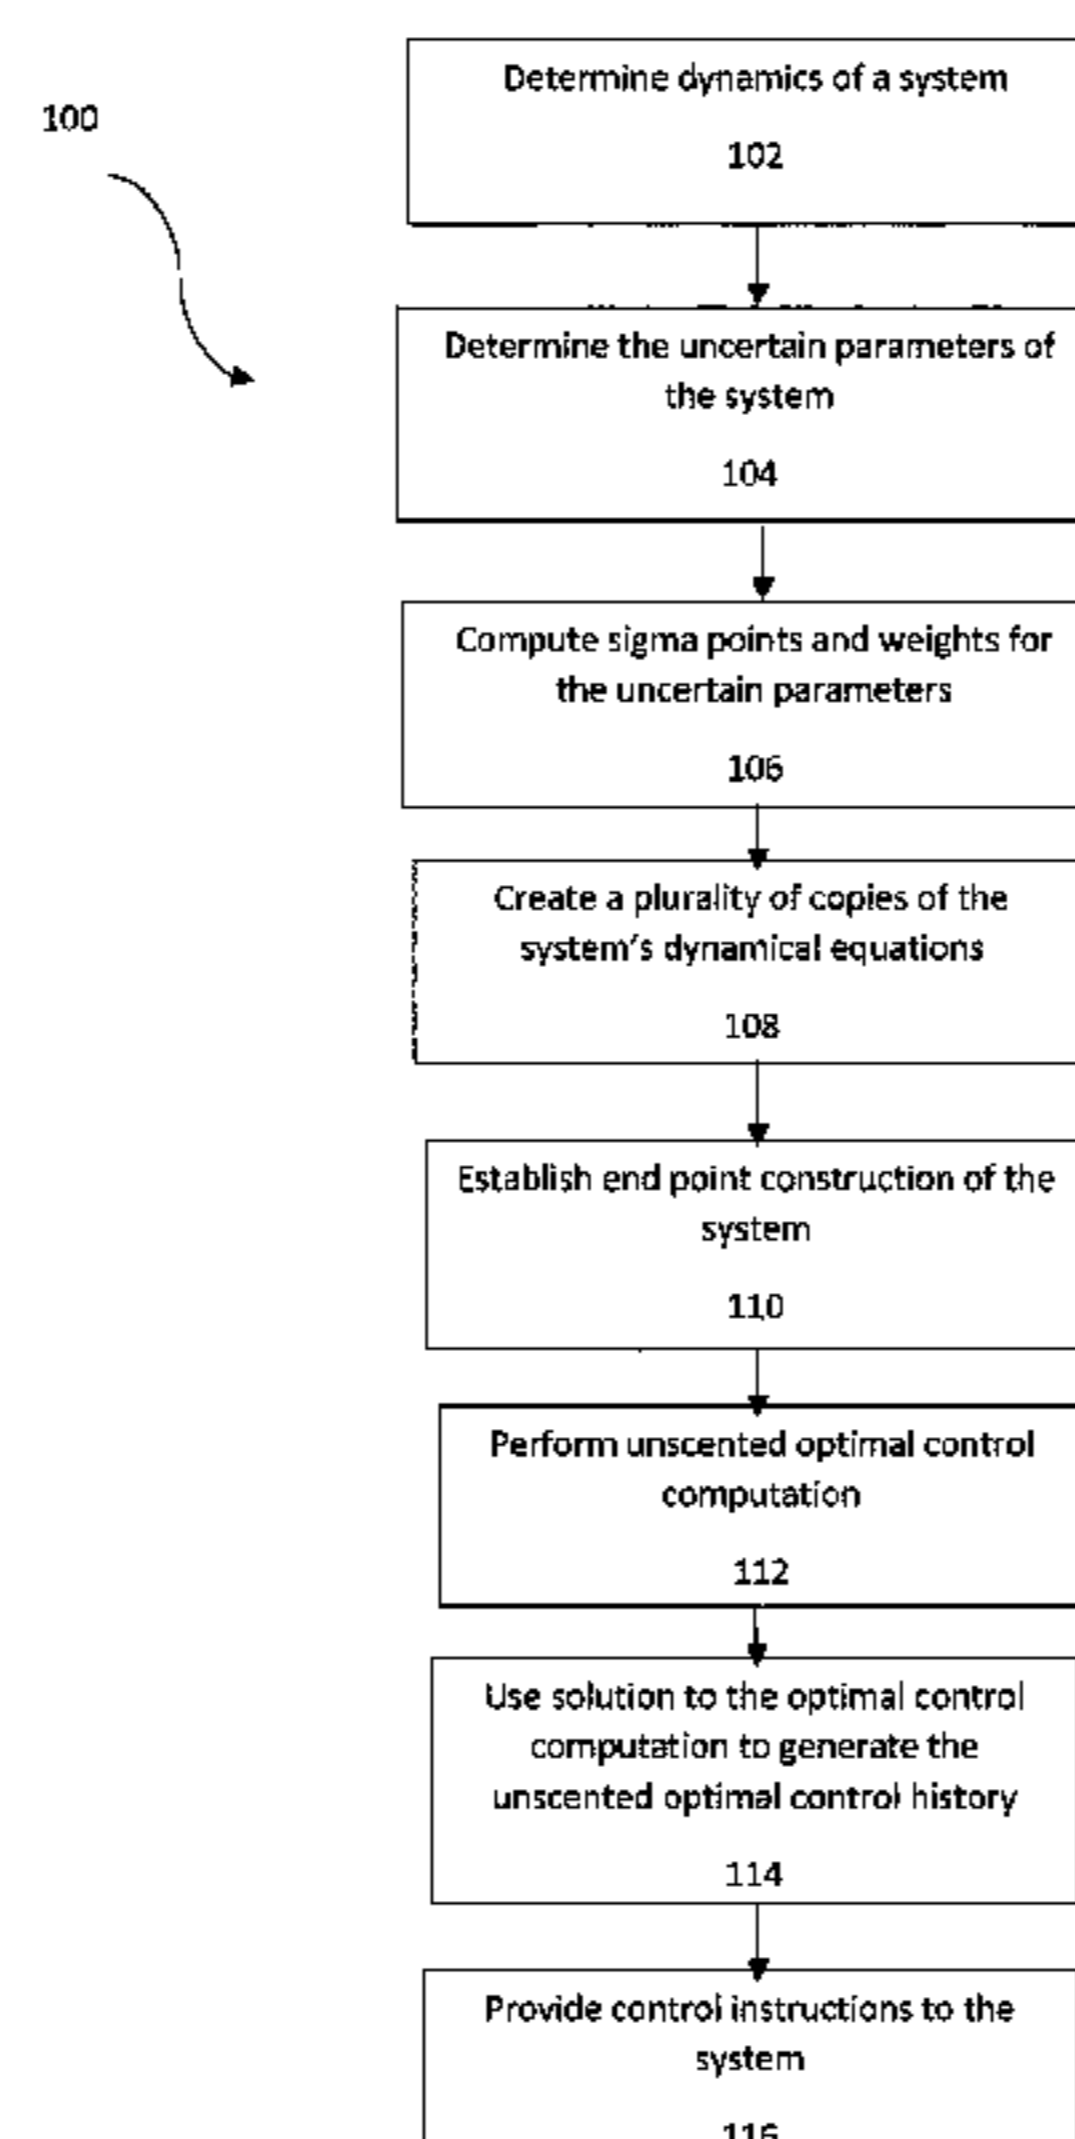 100
Determine dynamics of a system
102
Determine the uncertain parameters of
the system
104
Compute sigma points and weights for
the uncertain parameters
106
Create a plurality of copies of the
system's dynamical equations
108
Establish end point construction of the
system
110
Perform unscented optimal control
computation
112
Use solution to the optimal control
computation to generate the
unscented optimal control history
114
Provide control instructions to the
system
116